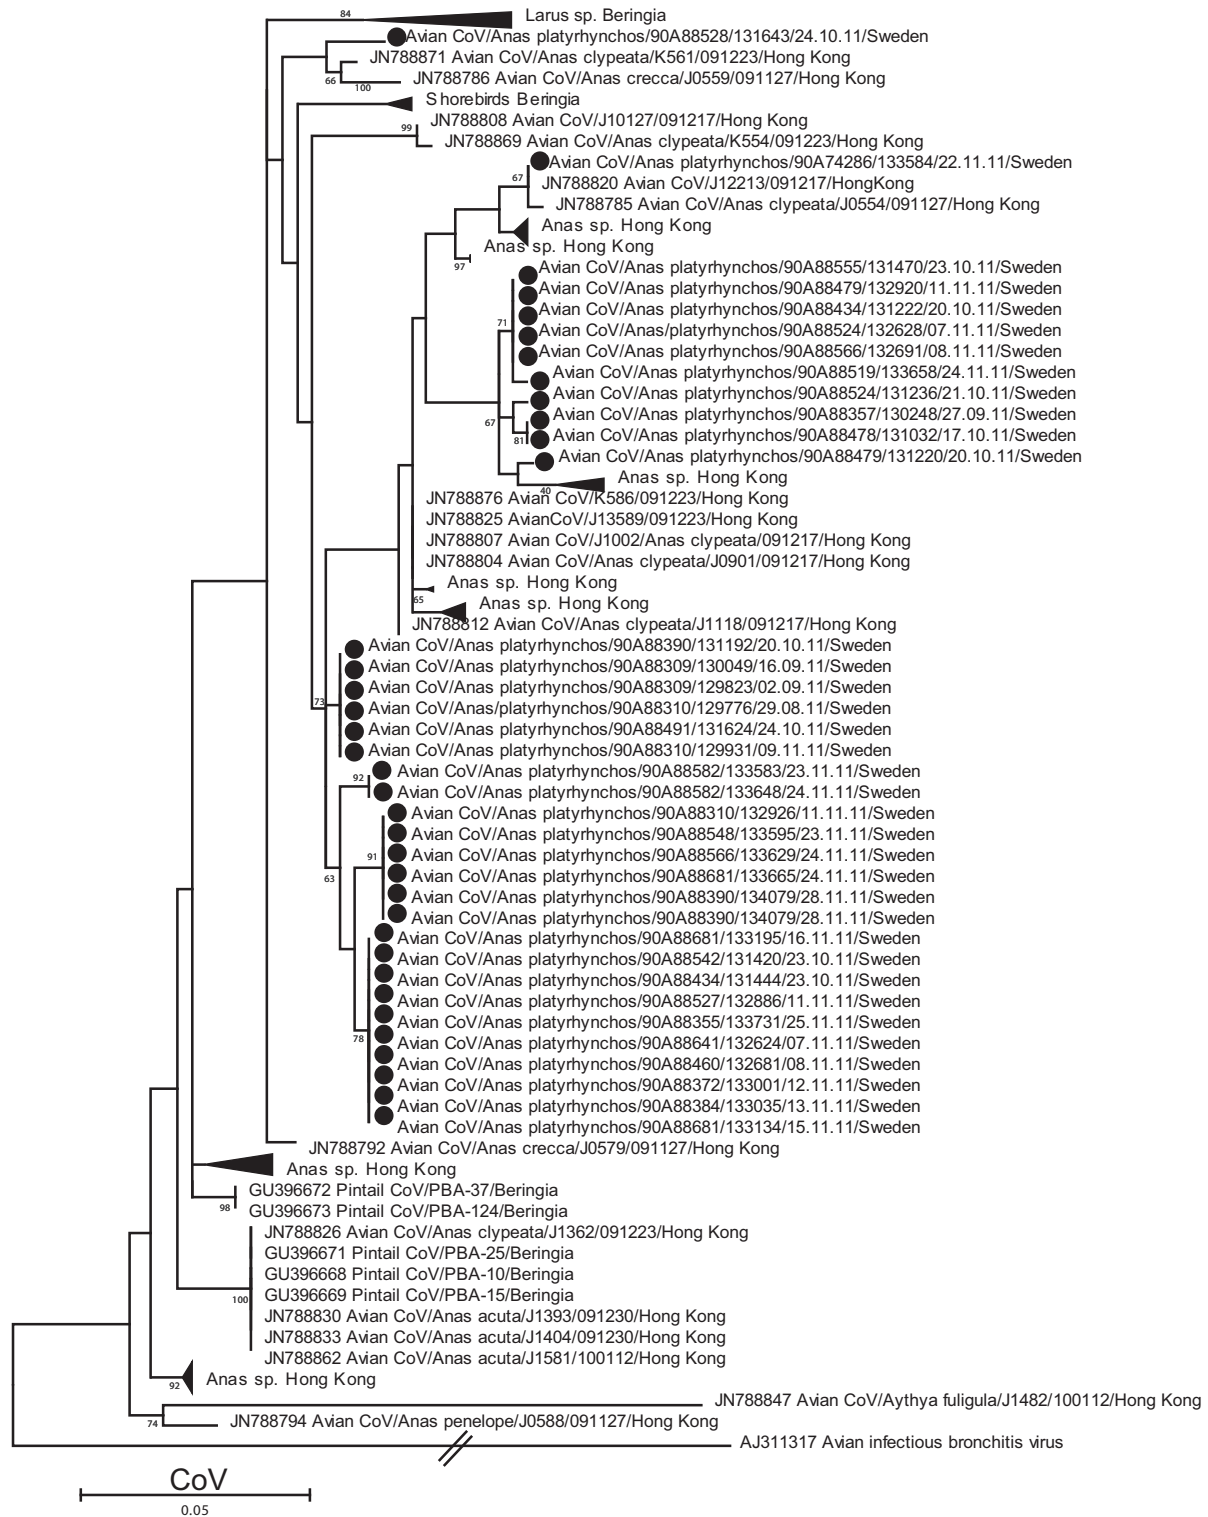 84
Larus sp. Beringia
Avian CoV/Anas platyrhynchos/90A88528/131643/24.10.11/Sweden
JN788871 Avian CoV/Anas clypeata/K561/091223/Hong Kong
66
JN788786 Avian CoV/Anas crecca/J0559/091127/Hong Kong
100
Shorebirds Beringia
JN788808 Avian CoV/J10127/091217/Hong Kong
99
JN788869 Avian CoV/Anas clypeata/K554/091223/Hong Kong
Avian CoV/Anas platyrhynchos/90A74286/133584/22.11.11/Sweden
67
JN788820 Avian CoV/J12213/091217/HongKong
JN788785 Avian CoV/Anas clypeata/J0554/091127/Hong Kong
Anas sp. Hong Kong
Anas sp. Hong Kong
97
Avian CoV/Anas platyrhynchos/90A88555/131470/23.10.11/Sweden
Avian CoV/Anas platyrhynchos/90A88479/132920/11.11.11/Sweden
Avian CoV/Anas platyrhynchos/90A88434/131222/20.10.11/Sweden
71
Avian CoV/Anas/platyrhynchos/90A88524/132628/07.11.11/Sweden
Avian CoV/Anas platyrhynchos/90A88566/132691/08.11.11/Sweden
Avian CoV/Anas platyrhynchos/90A88519/133658/24.11.11/Sweden
Avian CoV/Anas platyrhynchos/90A88524/131236/21.10.11/Sweden
Avian CoV/Anas platyrhynchos/90A88357/130248/27.09.11/Sweden
67
Avian CoV/Anas platyrhynchos/90A88478/131032/17.10.11/Sweden
81
Avian CoV/Anas platyrhynchos/90A88479/131220/20.10.11/Sweden
Anas sp. Hong Kong
40
JN788876 Avian CoV/K586/091223/Hong Kong
JN788825 AvianCoV/J13589/091223/Hong Kong
JN788807 Avian CoV/J1002/Anas clypeata/091217/Hong Kong
JN788804 Avian CoV/Anas clypeata/J0901/091217/Hong Kong
Anas sp. Hong Kong
65
Anas sp. Hong Kong
JN788812 Avian CoV/Anas clypeata/J1118/091217/Hong Kong
Avian CoV/Anas platyrhynchos/90A88390/131192/20.10.11/Sweden
Avian CoV/Anas platyrhynchos/90A88309/130049/16.09.11/Sweden
Avian CoV/Anas platyrhynchos/90A88309/129823/02.09.11/Sweden
73
Avian CoV/Anas/platyrhynchos/90A88310/129776/29.08.11/Sweden
Avian CoV/Anas platyrhynchos/90A88491/131624/24.10.11/Sweden
Avian CoV/Anas platyrhynchos/90A88310/129931/09.11.11/Sweden
Avian CoV/Anas platyrhynchos/90A88582/133583/23.11.11/Sweden
92
Avian CoV/Anas platyrhynchos/90A88582/133648/24.11.11/Sweden
Avian CoV/Anas platyrhynchos/90A88310/132926/11.11.11/Sweden
Avian CoV/Anas platyrhynchos/90A88548/133595/23.11.11/Sweden
91
Avian CoV/Anas platyrhynchos/90A88566/133629/24.11.11/Sweden
63
Avian CoV/Anas platyrhynchos/90A88681/133665/24.11.11/Sweden
Avian CoV/Anas platyrhynchos/90A88390/134079/28.11.11/Sweden
Avian CoV/Anas platyrhynchos/90A88390/134079/28.11.11/Sweden
Avian CoV/Anas platyrhynchos/90A88681/133195/16.11.11/Sweden
Avian CoV/Anas platyrhynchos/90A88542/131420/23.10.11/Sweden
Avian CoV/Anas platyrhynchos/90A88434/131444/23.10.11/Sweden
Avian CoV/Anas platyrhynchos/90A88527/132886/11.11.11/Sweden
Avian CoV/Anas platyrhynchos/90A88355/133731/25.11.11/Sweden
78
Avian CoV/Anas platyrhynchos/90A88641/132624/07.11.11/Sweden
Avian CoV/Anas platyrhynchos/90A88460/132681/08.11.11/Sweden
Avian CoV/Anas platyrhynchos/90A88372/133001/12.11.11/Sweden
Avian CoV/Anas platyrhynchos/90A88384/133035/13.11.11/Sweden
Avian CoV/Anas platyrhynchos/90A88681/133134/15.11.11/Sweden
JN788792 Avian CoV/Anas crecca/J0579/091127/Hong Kong
Anas sp. Hong Kong
GU396672 Pintail CoV/PBA-37/Beringia
98
GU396673 Pintail CoV/PBA-124/Beringia
JN788826 Avian CoV/Anas clypeata/J1362/091223/Hong Kong
GU396671 Pintail CoV/PBA-25/Beringia
GU396668 Pintail CoV/PBA-10/Beringia
100
GU396669 Pintail CoV/PBA-15/Beringia
JN788830 Avian CoV/Anas acuta/J1393/091230/Hong Kong
JN788833 Avian CoV/Anas acuta/J1404/091230/Hong Kong
JN788862 Avian CoV/Anas acuta/J1581/100112/Hong Kong
92
Anas sp. Hong Kong
JN788847 Avian CoV/Aythya fuligula/J1482/100112/Hong Kong
74
JN788794 Avian CoV/Anas penelope/J0588/091127/Hong Kong
AJ311317 Avian infectious bronchitis virus
CoV
0.05